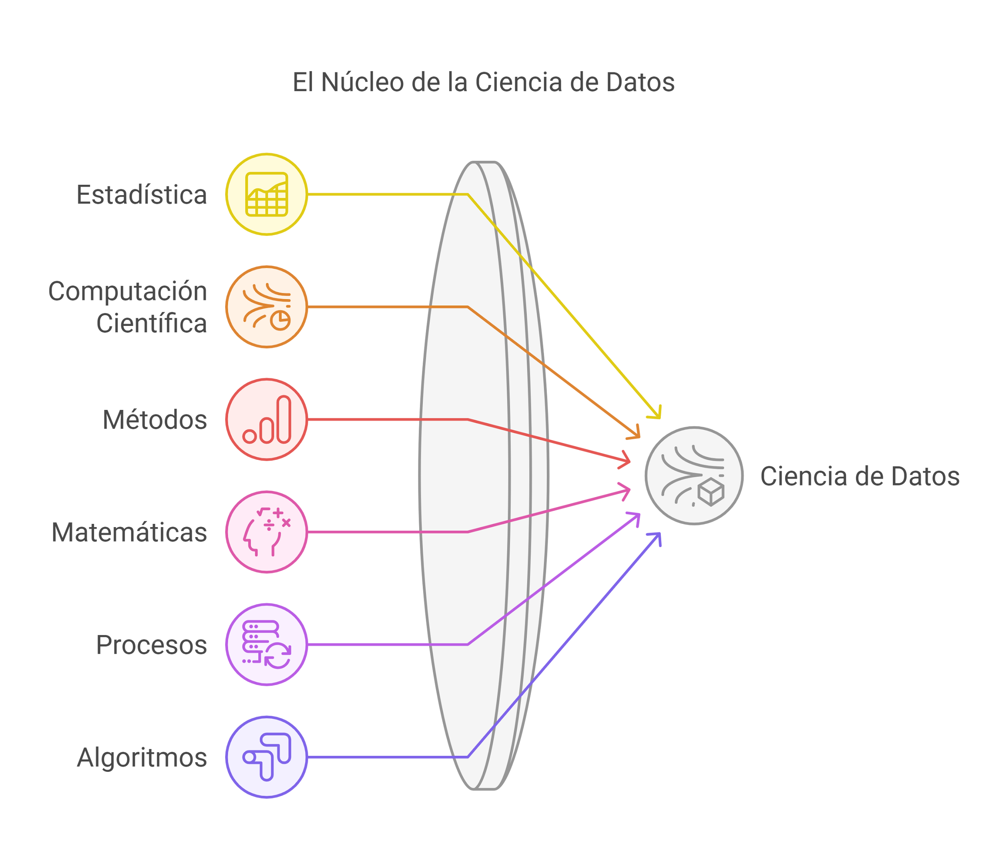 El Núcleo de la Ciencia de Datos
Estadística
Computación
Científica
Métodos
Matemáticas
Procesos
Algoritmos
Ciencia de Datos